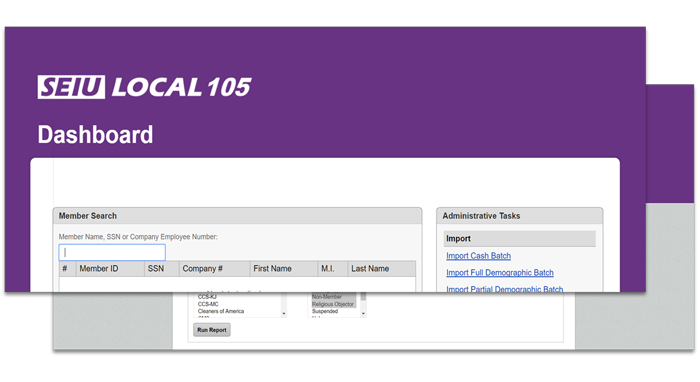 SEIU LOCAL 105
Dashboard
Member Search
Member Name, SSN or Company Employee Number:
# Member ID SSN Company # First Name M.I. Last Name
Administrative Tasks
Import
Import Cash Batch
Import Full Demographic Batch
Import Partial Demographic Batch
CCS-KJ
CCS-MC
Cleaners of America
Non-Member
Religious Objector
Suspended
Run Report